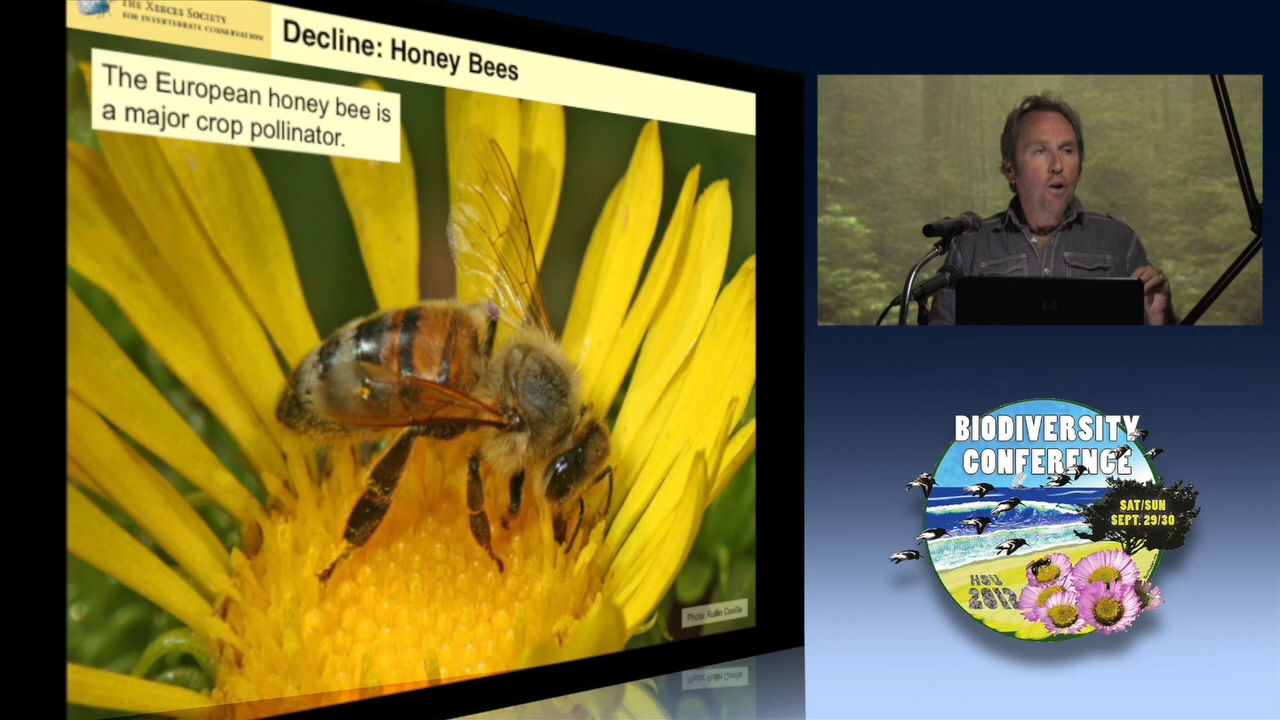 THE XERCES SOCIETY
FOR INVERTEBRATE CONSERVATION
Decline: Honey Bees
The European honey bee is
a major crop pollinator.
Photo: Rollin Coville
BIODIVERSITY
CONFERENCE
SAT/SUN
SEPT. 29/30
HSU
2012
hp